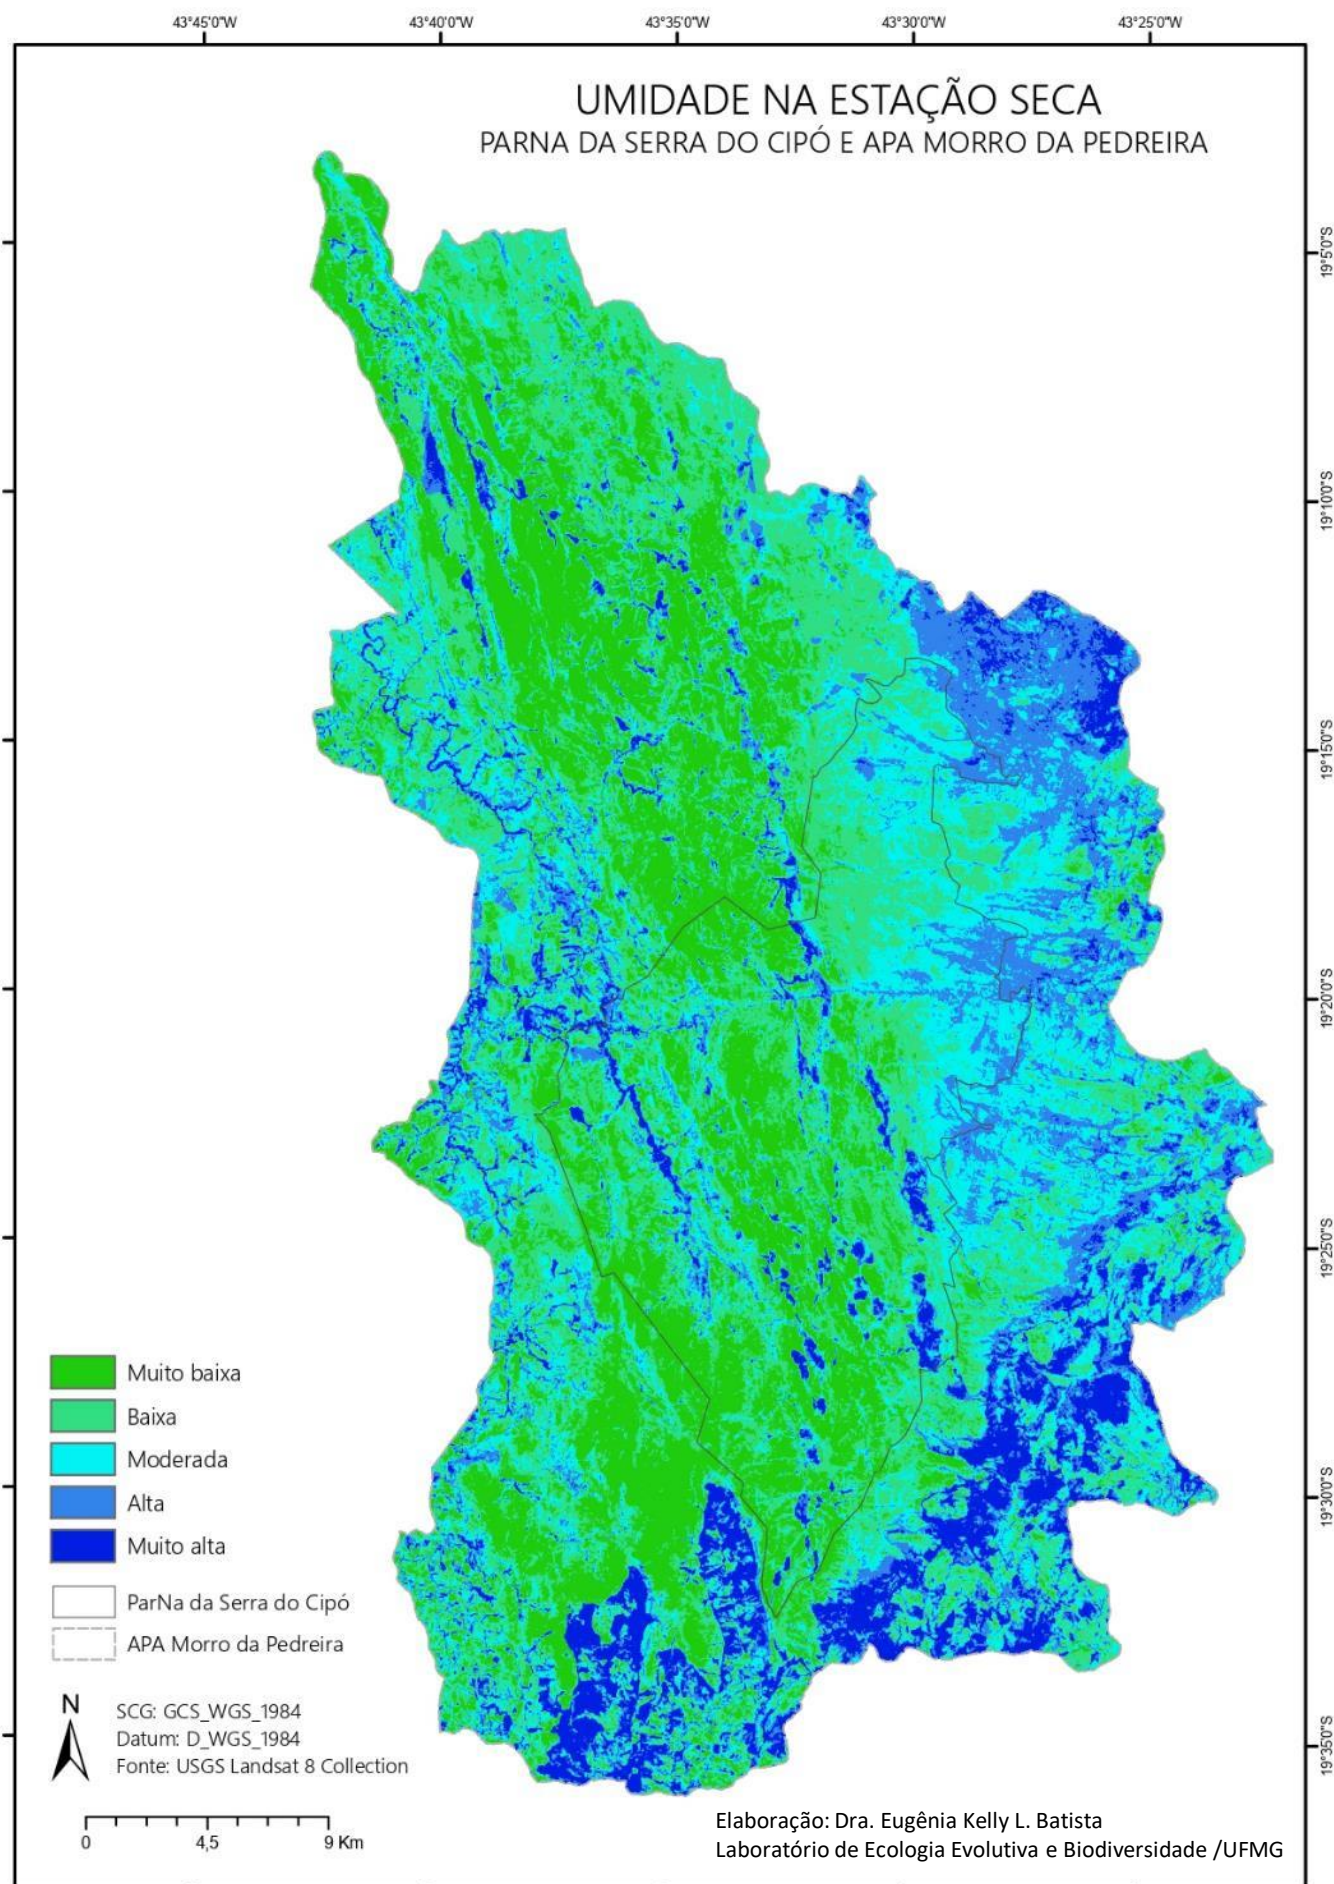 43°45'0"W
43°40'0"W
43°35'0"W
43°30'0"W
43°25'0"W
UMIDADE NA ESTAÇÃO SECA
PARNA DA SERRA DO CIPÓ E APA MORRO DA PEDREIRA
19°5'0"S
19°10'0"S
19°15'0"S
19°20'0"S
19°25'0"S
19°30'0"S
19°35'0"S
Muito baixa
Baixa
Moderada
Alta
Muito alta
ParNa da Serra do Cipó
APA Morro da Pedreira
N
SCG: GCS_WGS_1984
Datum: D_WGS_1984
Fonte: USGS Landsat 8 Collection
0 4,5 9 Km
Elaboração: Dra. Eugênia Kelly L. Batista
Laboratório de Ecologia Evolutiva e Biodiversidade /UFMG